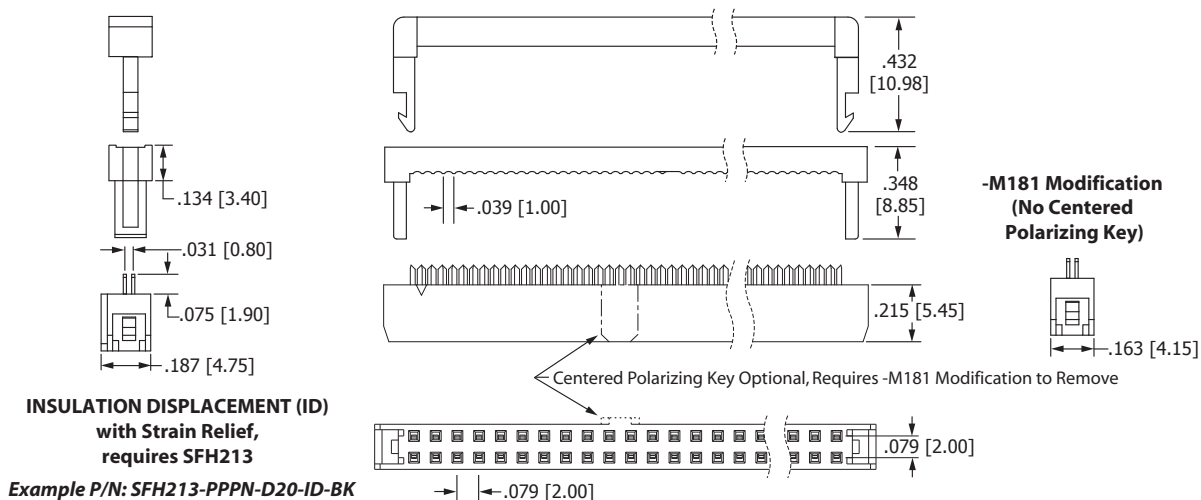 .432
[10.98]
.134 [3.40]
.348
[8.85]
.039 [1.00]
-M181 Modification
(No Centered
Polarizing Key)
.031 [0.80]
.075 [1.90]
.215 [5.45]
.187 [4.75]
.163 [4.15]
Centered Polarizing Key Optional, Requires -M181 Modification to Remove
INSULATION DISPLACEMENT (ID)
with Strain Relief,
requires SFH213
.079 [2.00]
Example P/N: SFH213-PPPN-D20-ID-BK
.079 [2.00]